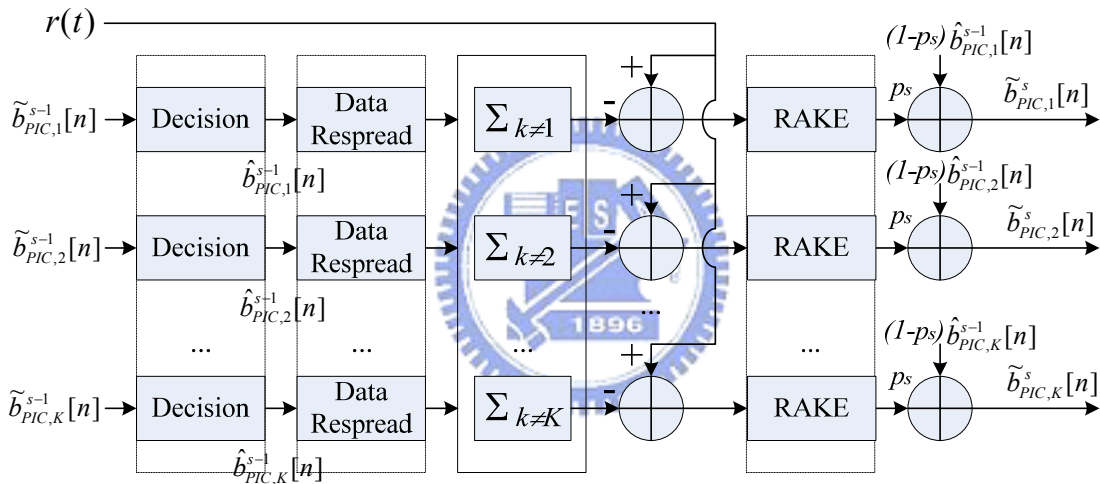 r(t)
(1-ps) b̂^{s-1}_{PIC,1}[n]
+
b̃^{s-1}_{PIC,1}[n] Decision Data Respread ∑ k≠1 - RAKE ps b̃^{s}_{PIC,1}[n]
b̂^{s-1}_{PIC,1}[n]
(1-ps) b̂^{s-1}_{PIC,2}[n]
+
b̃^{s-1}_{PIC,2}[n] Decision Data Respread ∑ k≠2 - RAKE ps b̃^{s}_{PIC,2}[n]
b̂^{s-1}_{PIC,2}[n]
ES
1896
... ... ... ... ...
(1-ps) b̂^{s-1}_{PIC,K}[n]
+
b̃^{s-1}_{PIC,K}[n] Decision Data Respread ∑ k≠K - RAKE ps b̃^{s}_{PIC,K}[n]
b̂^{s-1}_{PIC,K}[n]